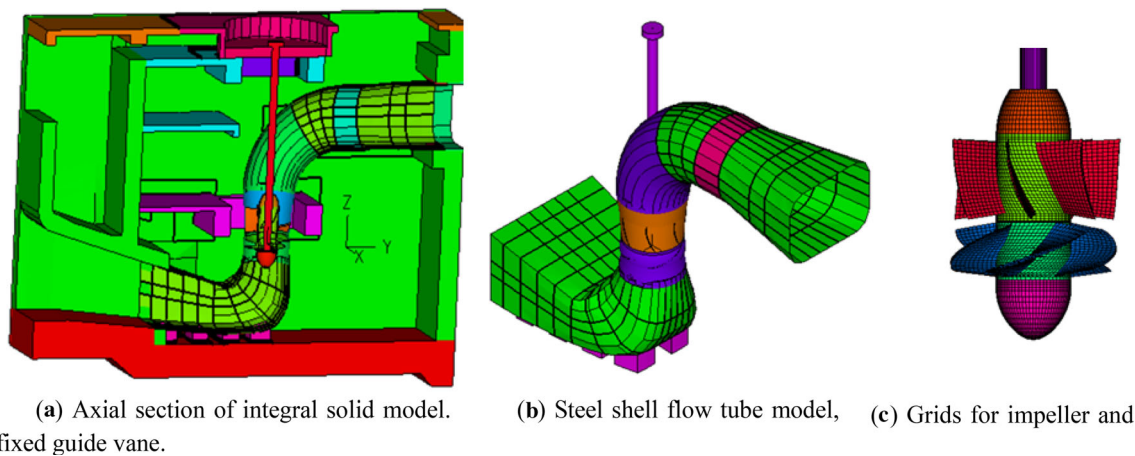 Z
Y
X
(a) Axial section of integral solid model. (b) Steel shell flow tube model, (c) Grids for impeller and
fixed guide vane.